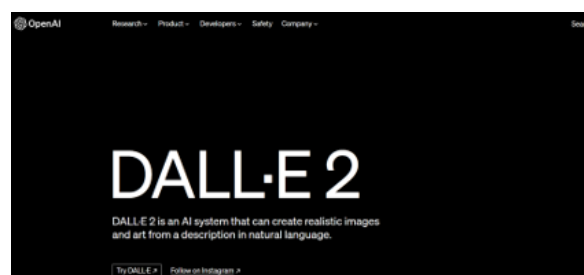 OpenAI Research Product Developers Safety Company Sea
DALL·E 2
DALL·E 2 is an AI system that can create realistic images
and art from a description in natural language.
Try DALL·E ↗ Follow on Instagram ↗